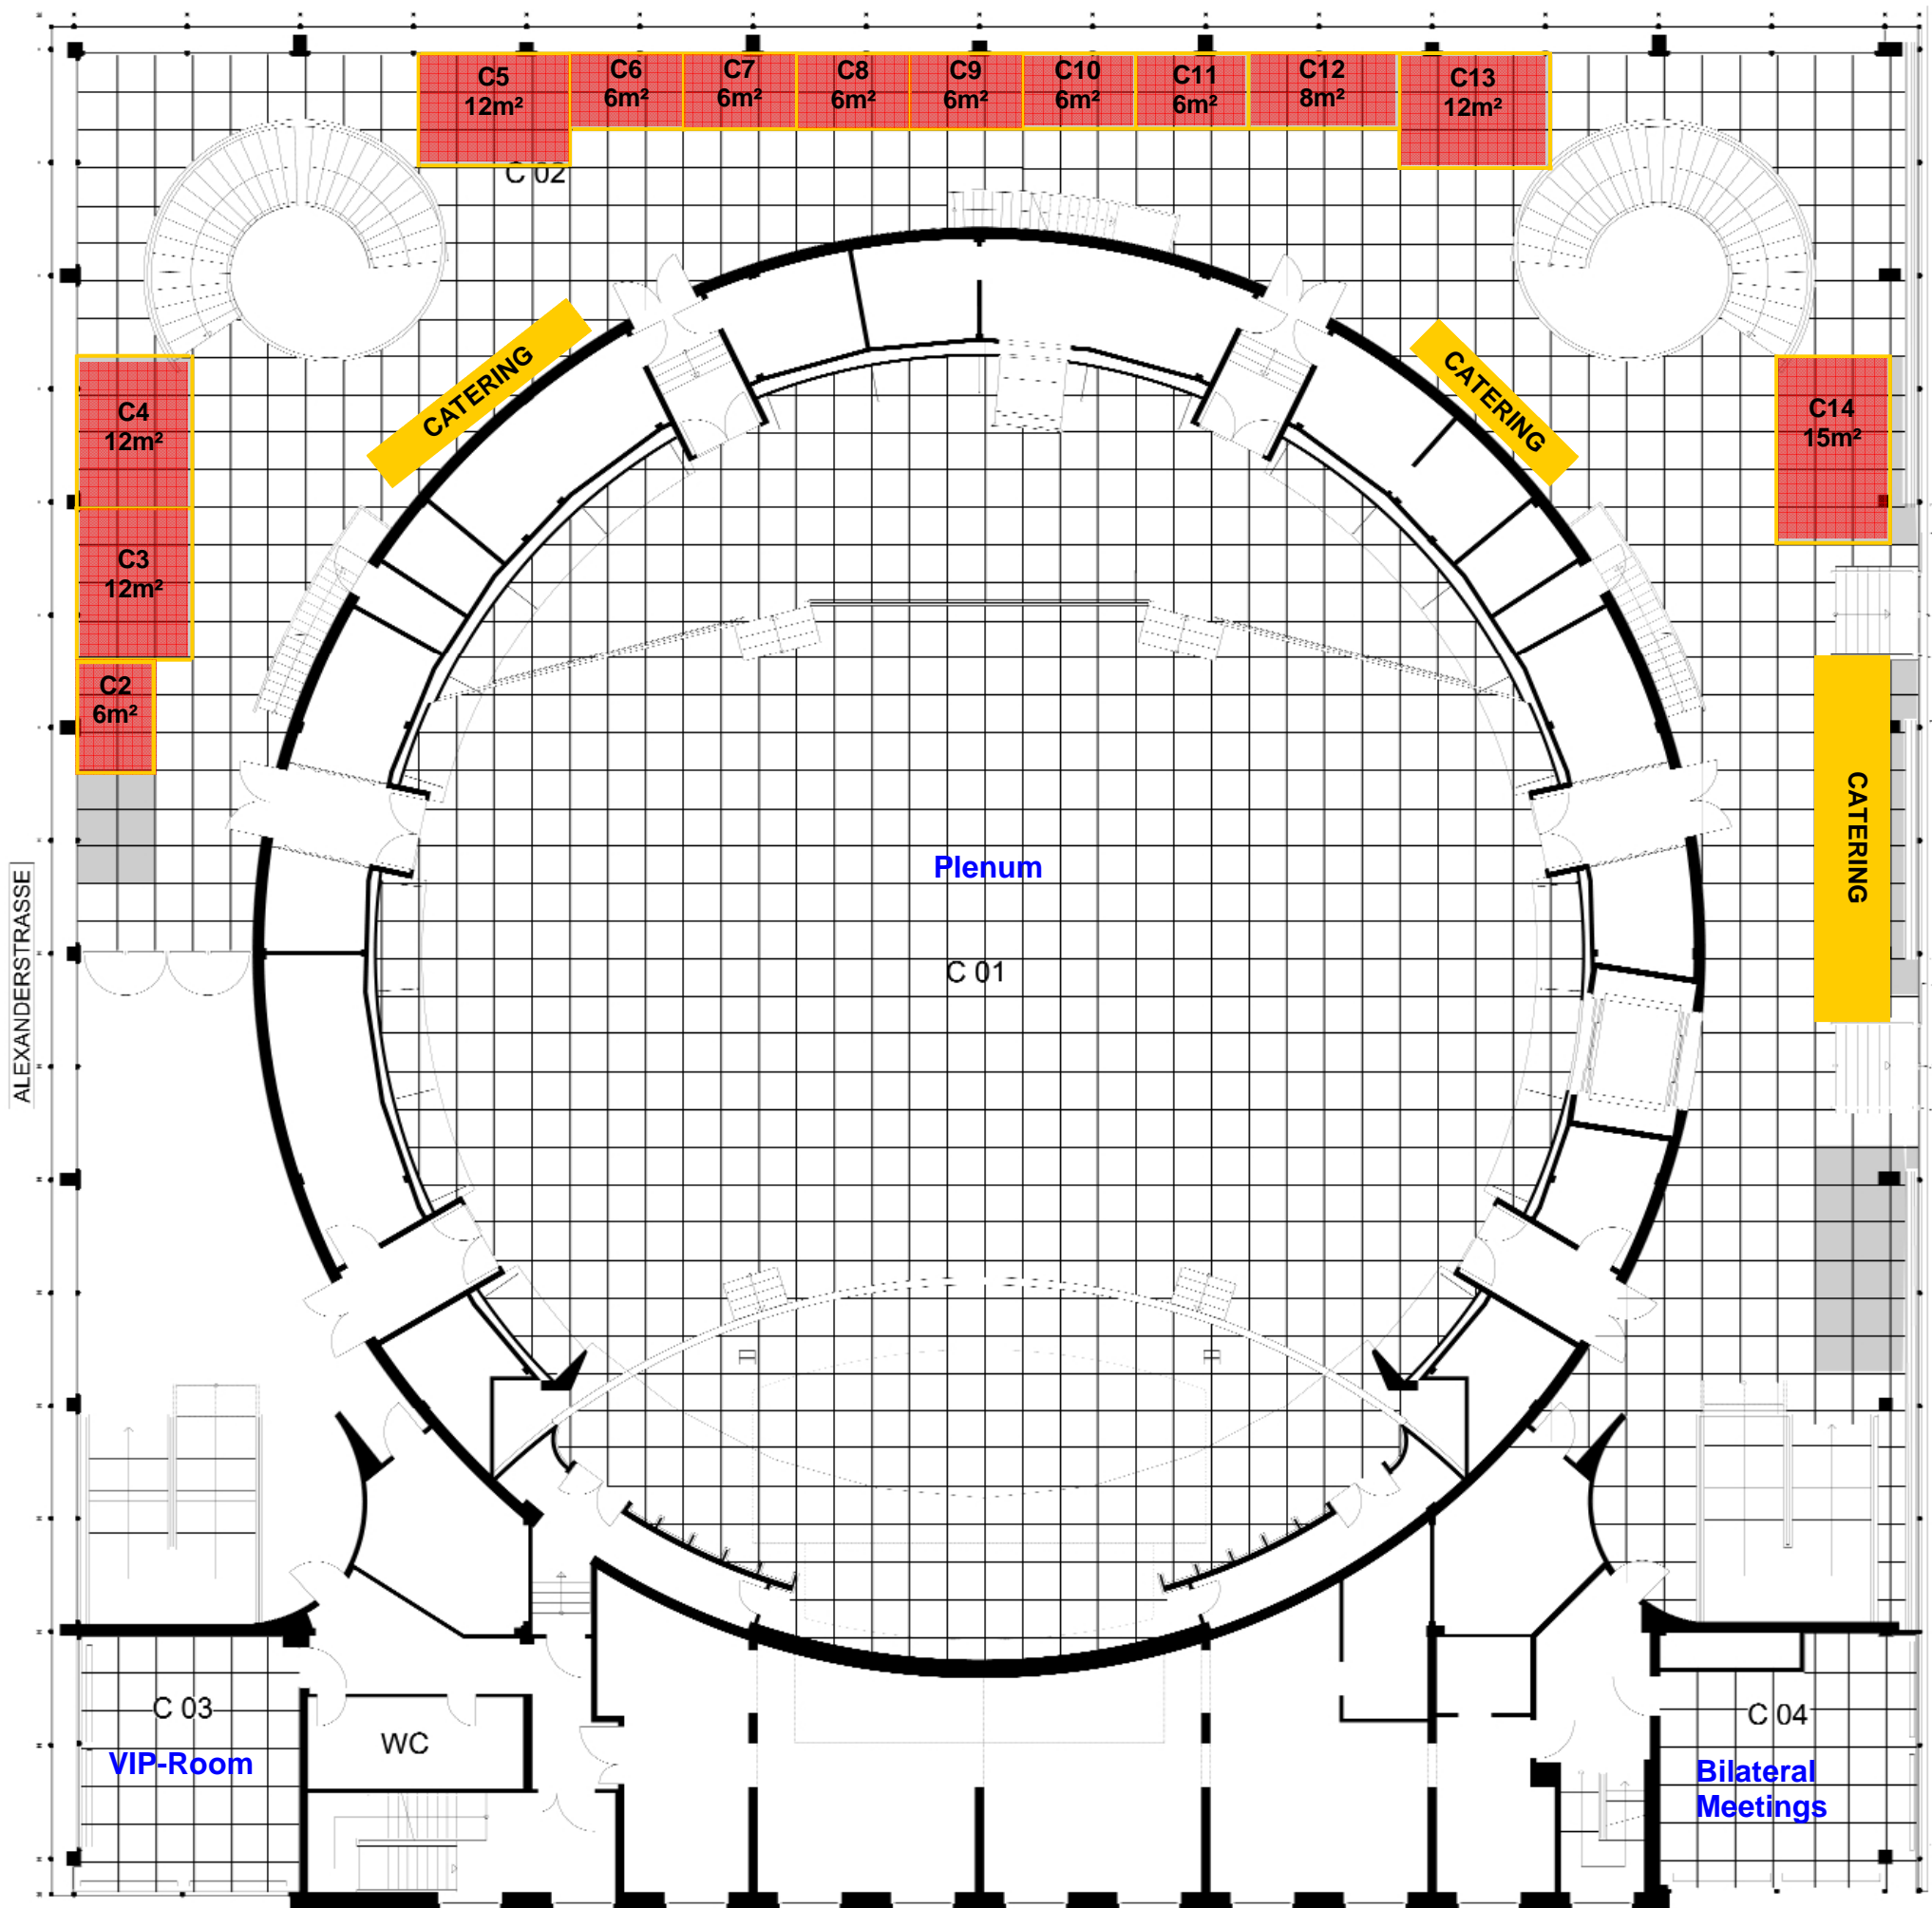 C5
12m²
C6
6m²
C7
6m²
C8
6m²
C9
6m²
C10
6m²
C11
6m²
C12
8m²
C13
12m²
C 02
CATERING
CATERING
C4
12m²
C14
15m²
C3
12m²
C2
6m²
CATERING
Plenum
ALEXANDERSTRASSE
C 01
C 03
VIP-Room
WC
C 04
Bilateral
Meetings